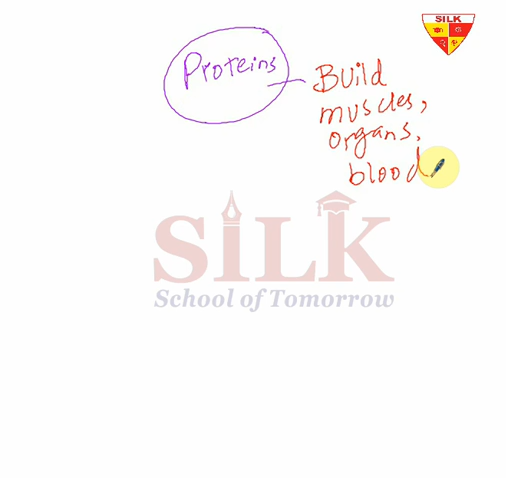 SILK
Proteins
Build
muscles,
organs.
blood
SiLK
School of Tomorrow